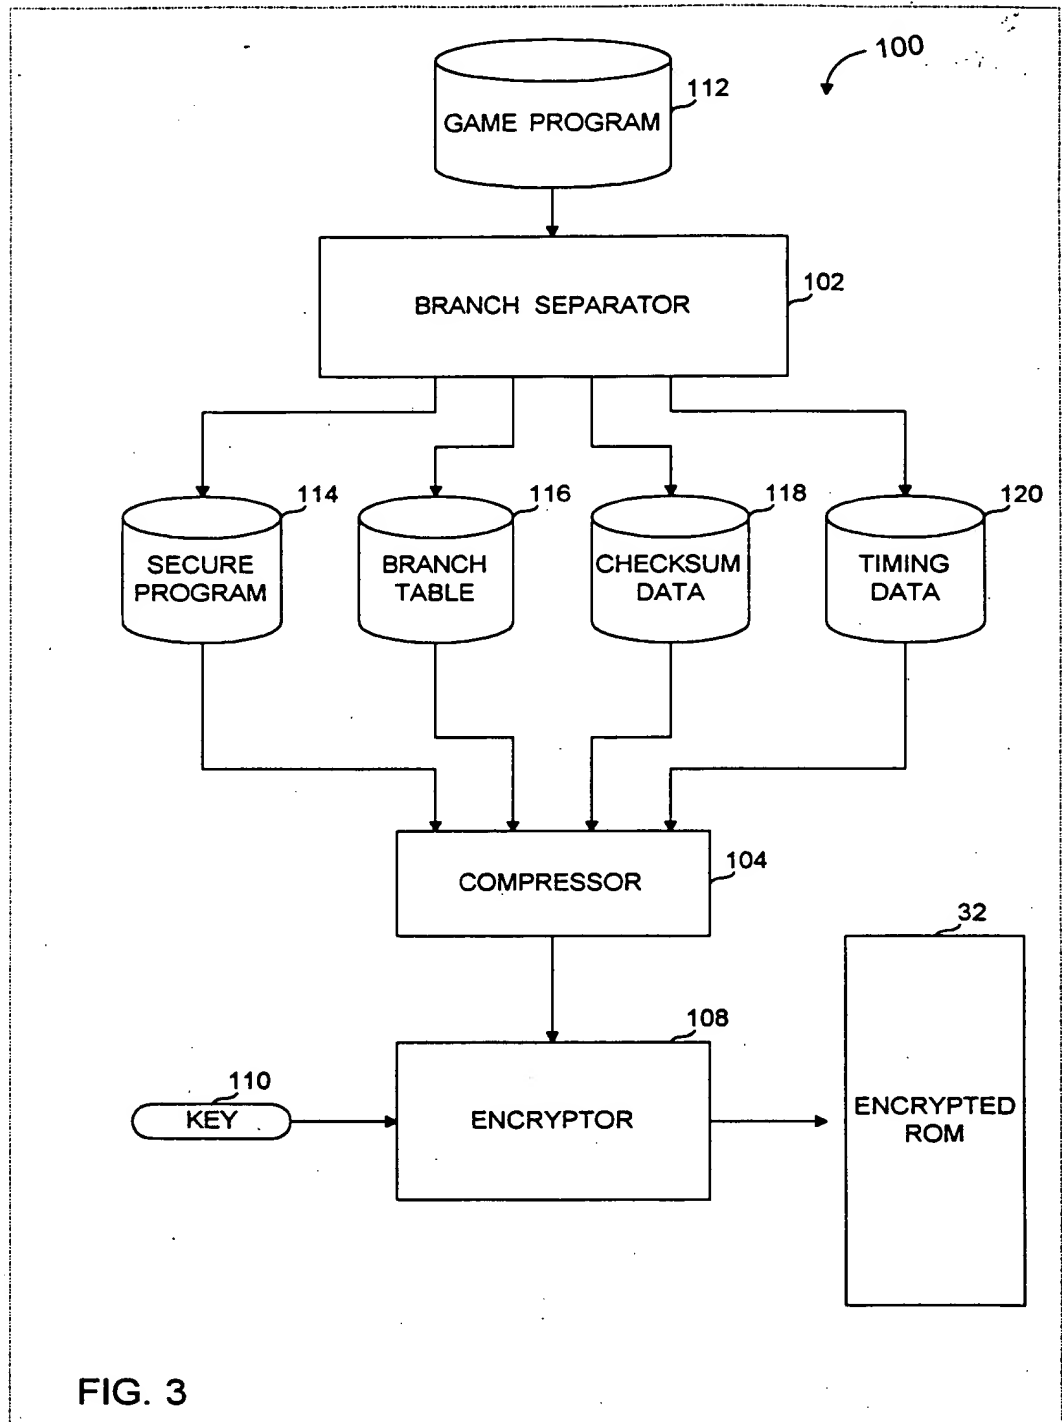 100
GAME PROGRAM
112
BRANCH SEPARATOR
102
114
116
118
120
SECURE
PROGRAM
BRANCH
TABLE
CHECKSUM
DATA
TIMING
DATA
COMPRESSOR
104
32
108
110
KEY
ENCRYPTOR
ENCRYPTED
ROM
FIG. 3